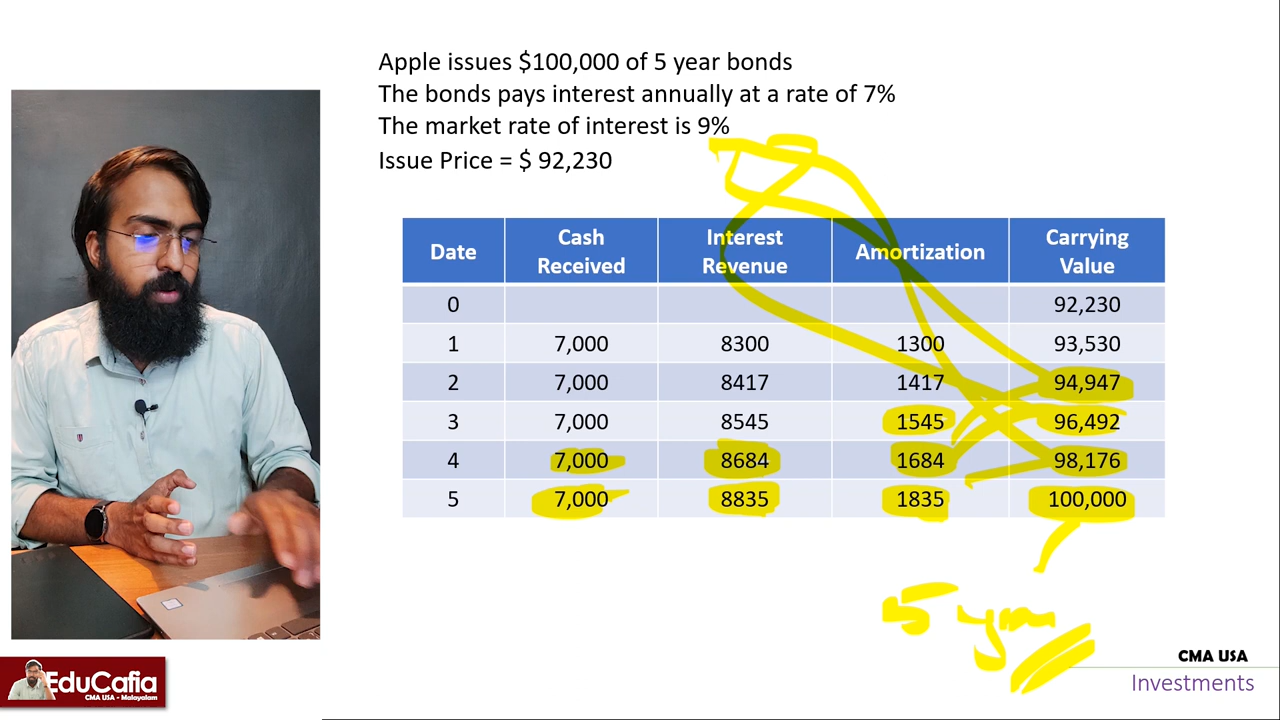 Apple issues $100,000 of 5 year bonds
The bonds pays interest annually at a rate of 7%
The market rate of interest is 9%
Issue Price = $ 92,230
Date Cash Received Interest Revenue Amortization Carrying Value
0 92,230
1 7,000 8300 1300 93,530
2 7,000 8417 1417 94,947
3 7,000 8545 1545 96,492
4 7,000 8684 1684 98,176
5 7,000 8835 1835 100,000
5
CMA USA
Investments
EduCafia
CMA USA - Malayalam